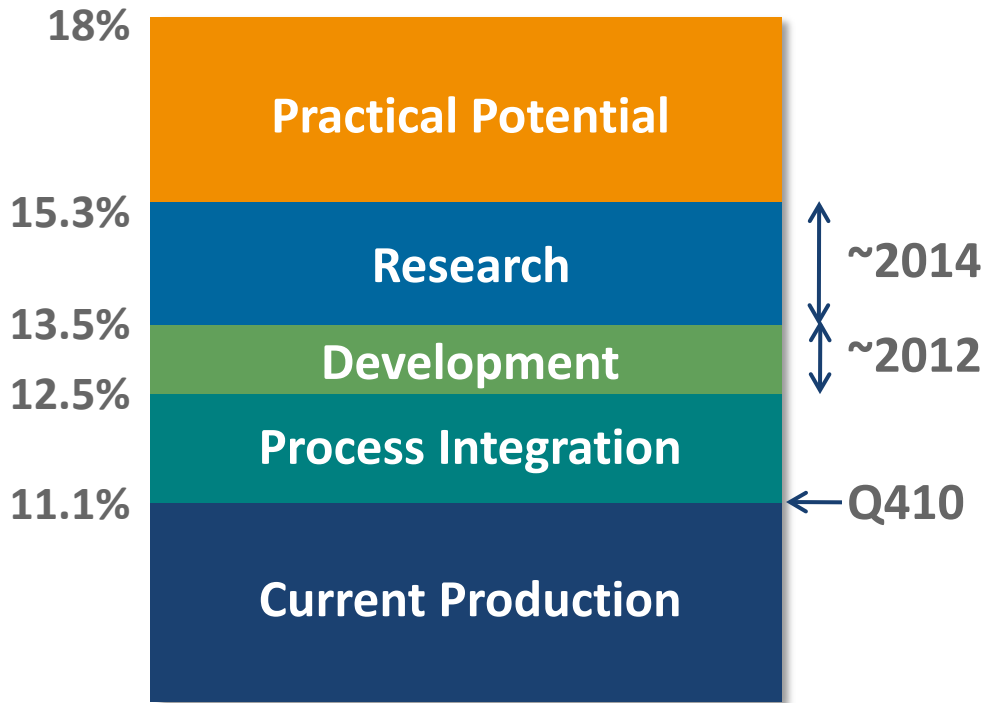 18%
Practical Potential
15.3%
Research
~2014
13.5%
Development
~2012
12.5%
Process Integration
11.1%
Q410
Current Production